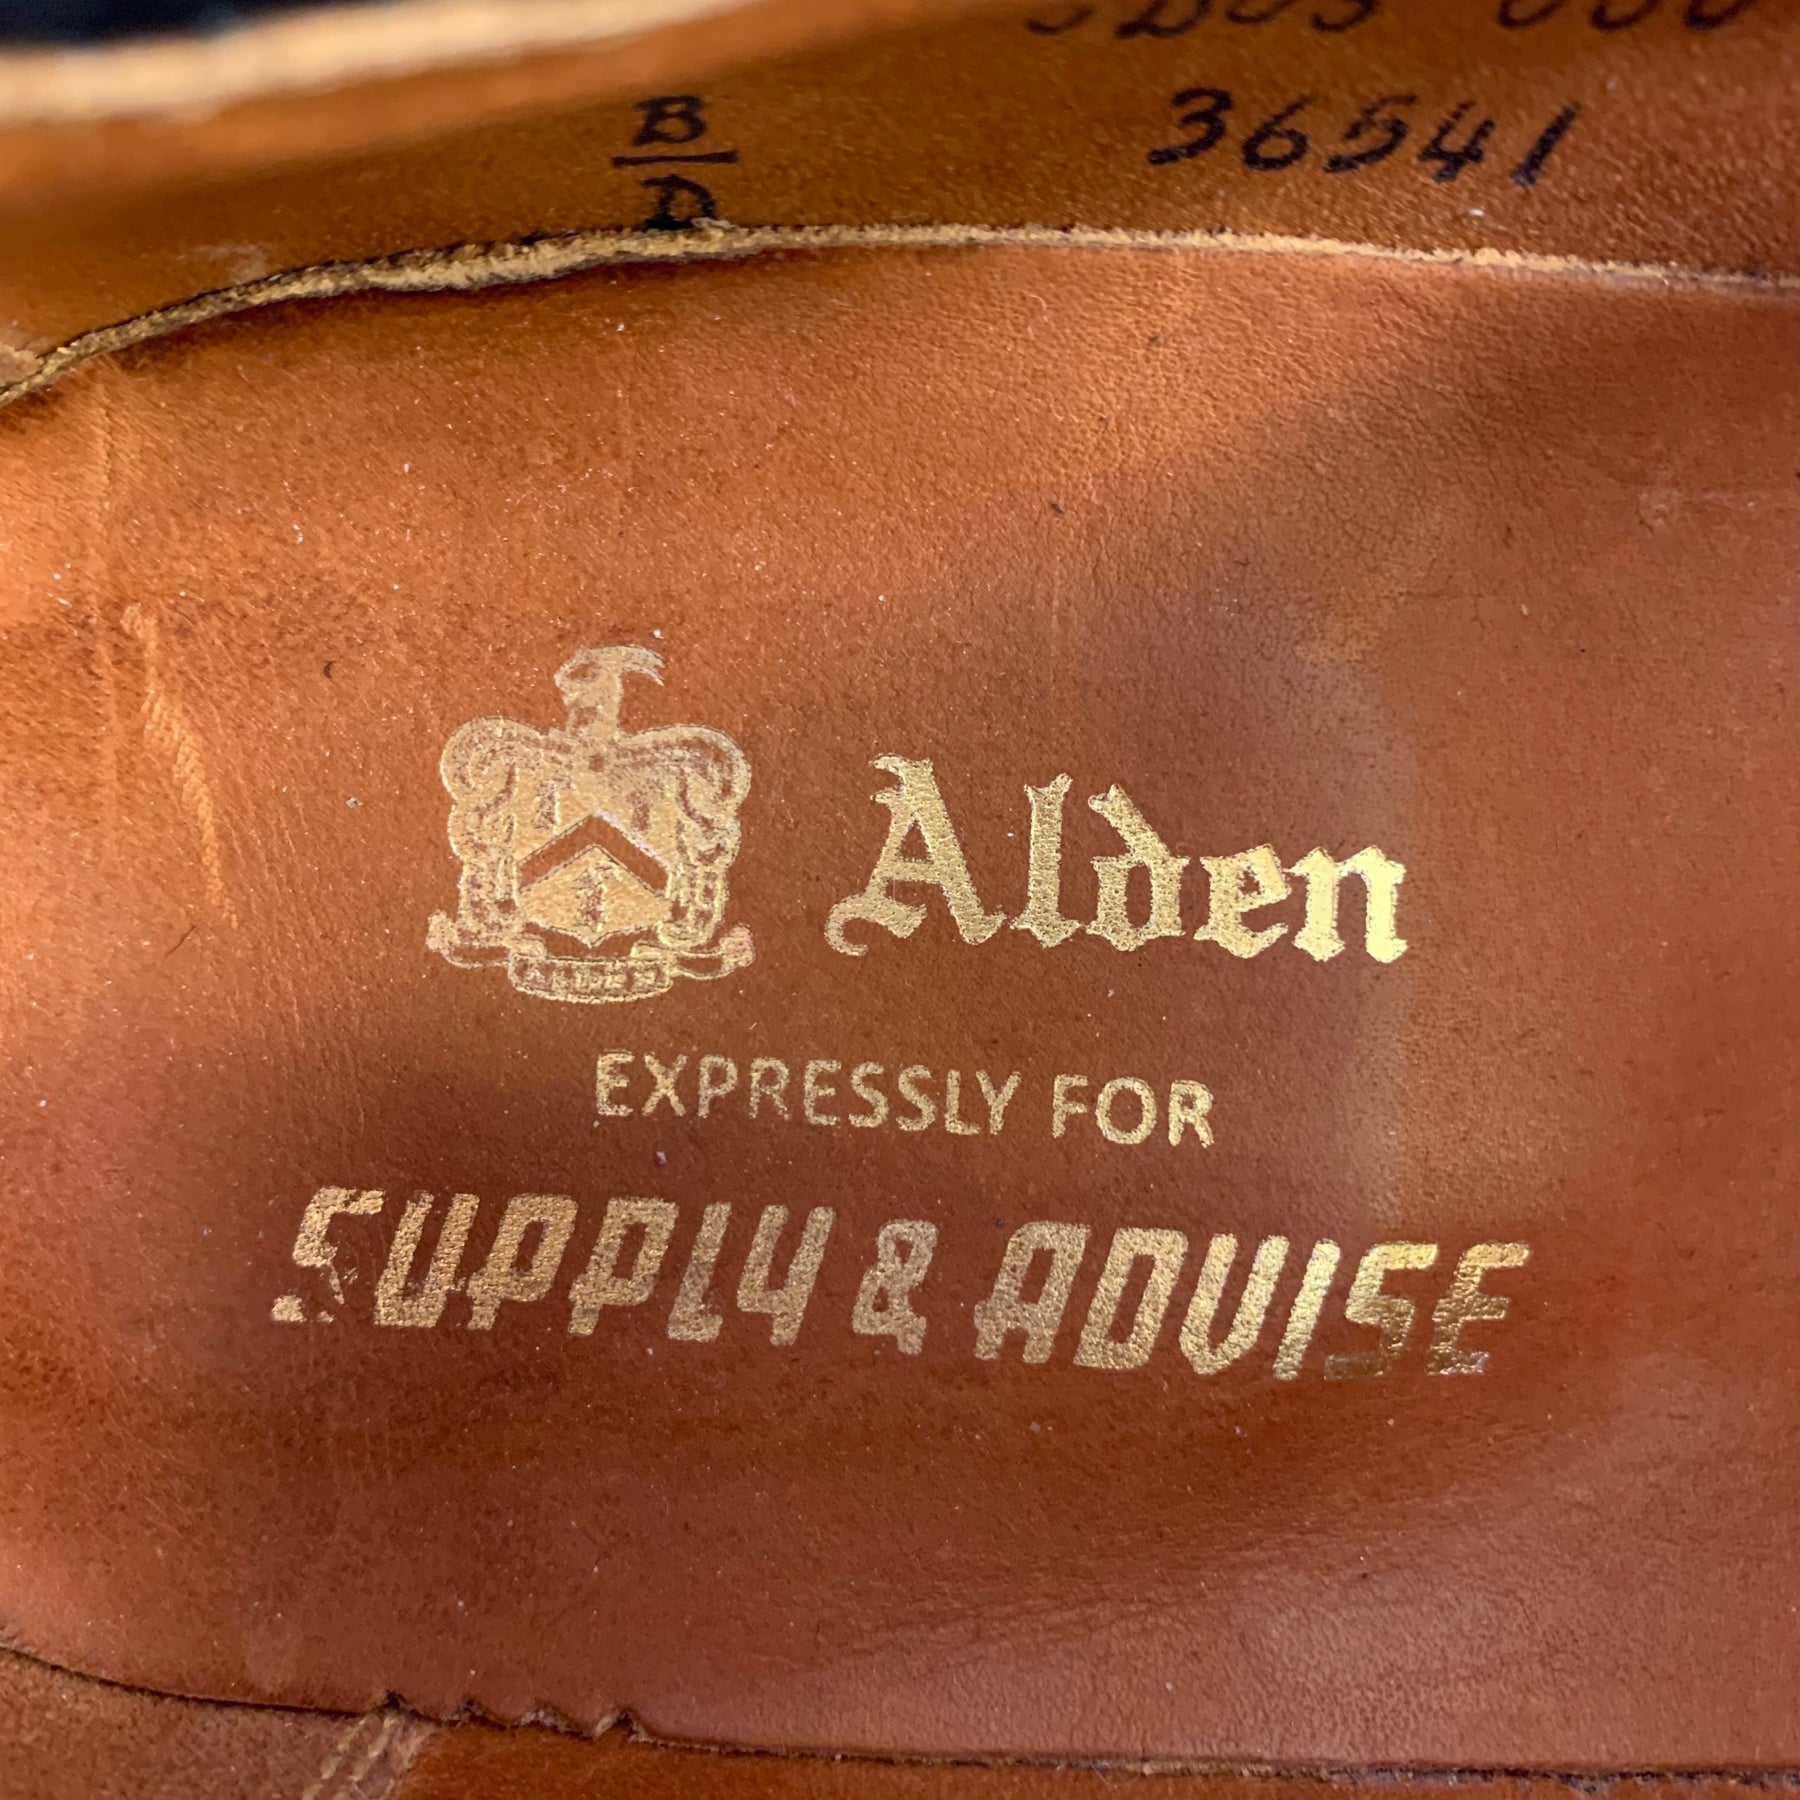 B
D
36541
Alden
EXPRESSLY FOR
SUPPLY & ADVISE